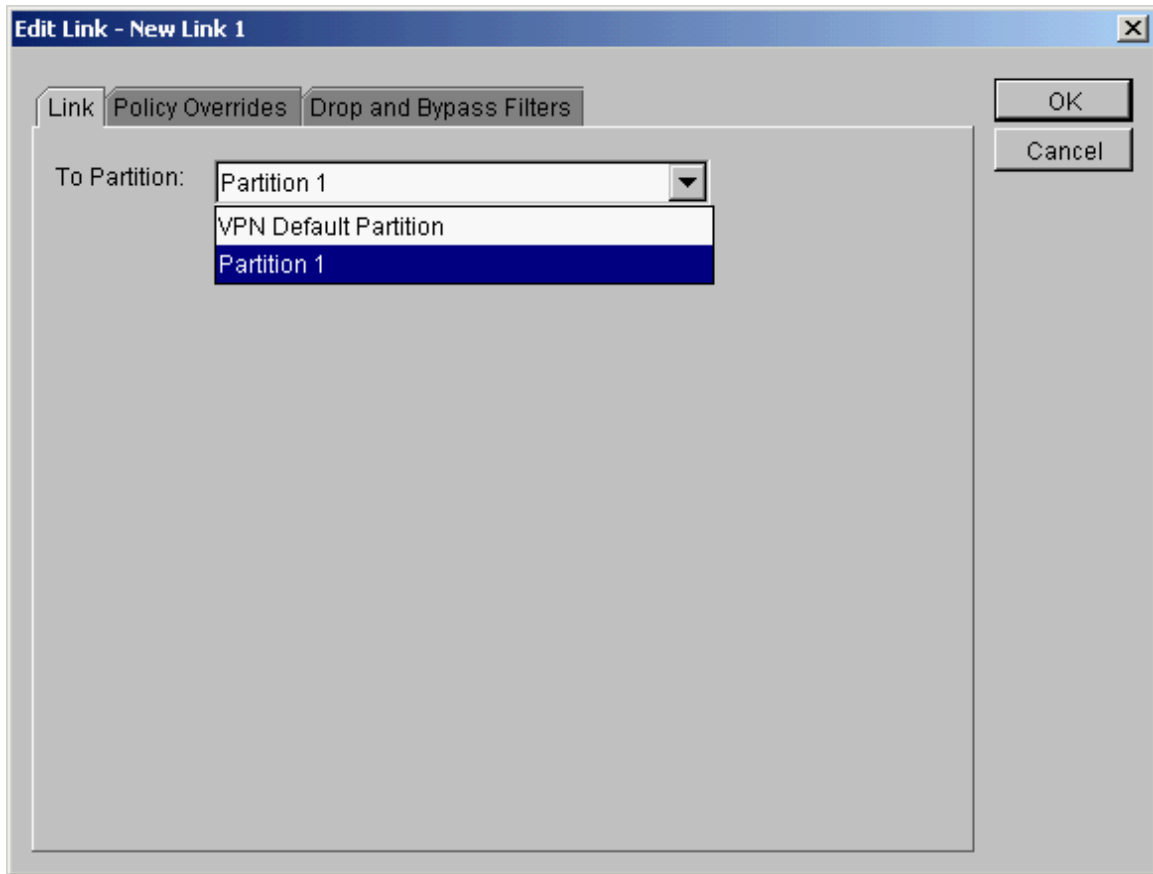 Edit Link - New Link 1
Link Policy Overrides Drop and Bypass Filters
OK
Cancel
To Partition: Partition 1
VPN Default Partition
Partition 1